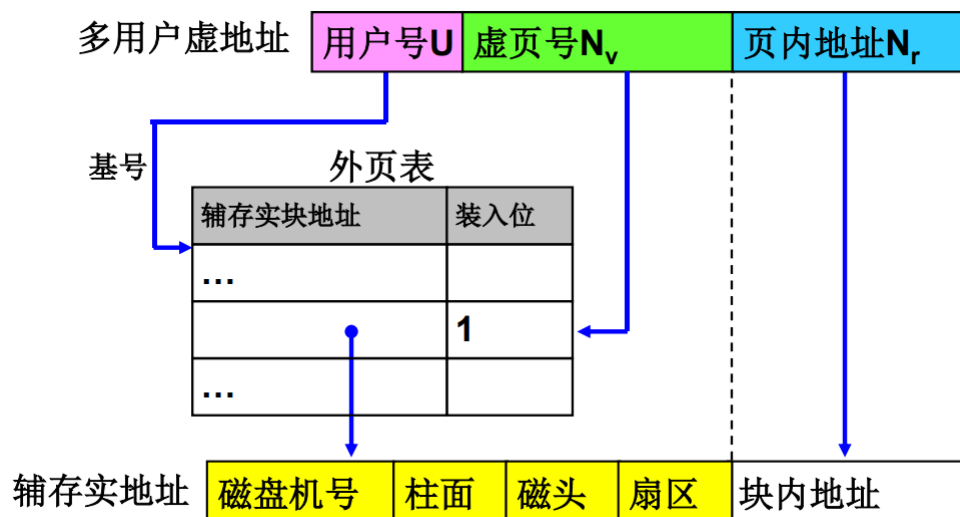 多用户虚地址 用户号U 虚页号Nv 页内地址Nr
基号
外页表
辅存实块地址 装入位
…
1
…
辅存实地址 磁盘机号 柱面 磁头 扇区 块内地址